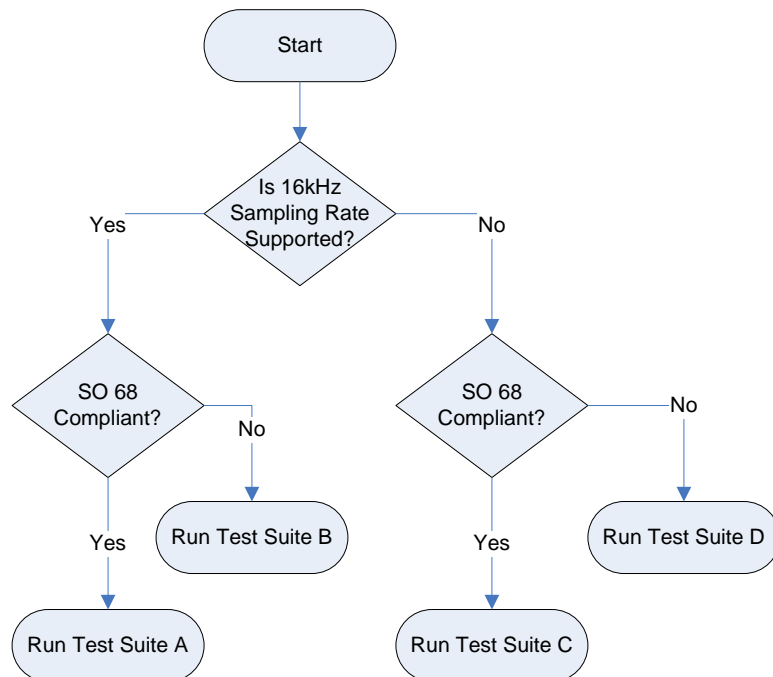 Start
Is 16kHz
Sampling Rate
Supported?
Yes
No
SO 68
Compliant?
SO 68
Compliant?
No
No
Run Test Suite B
Run Test Suite D
Yes
Yes
Run Test Suite A
Run Test Suite C